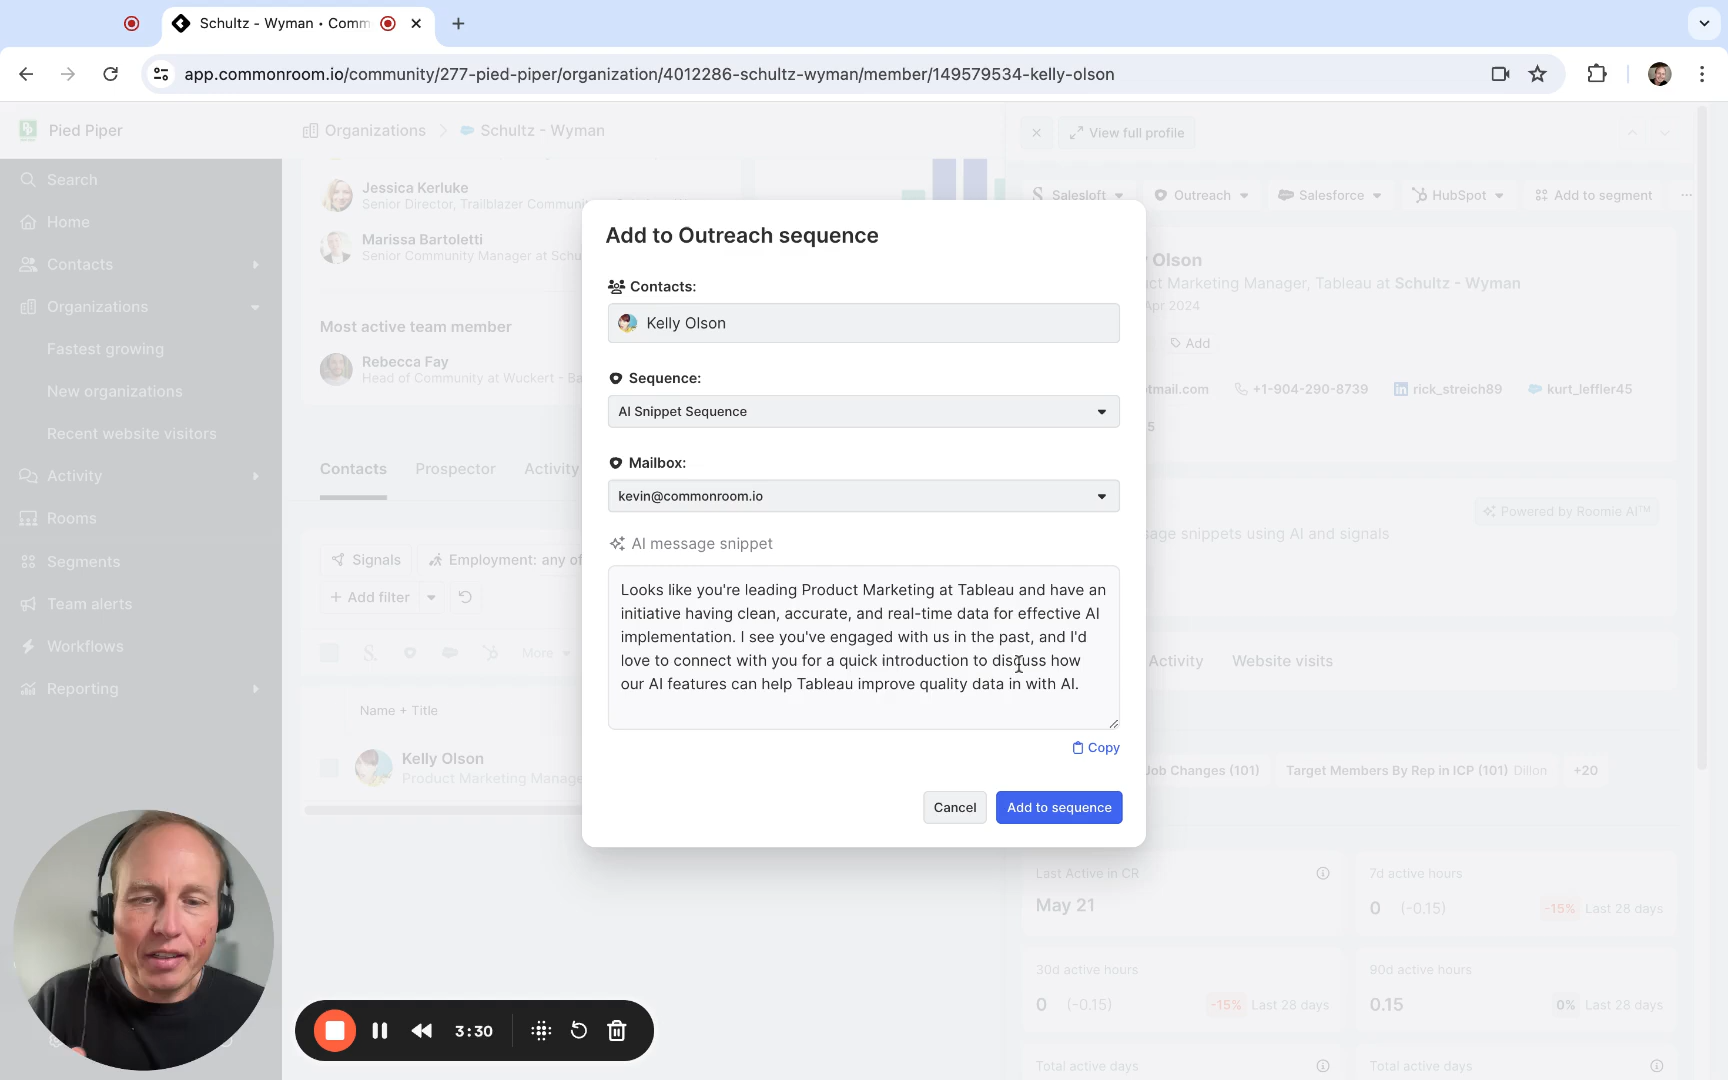 Schultz - Wyman • Comm
app.commonroom.io/community/277-pied-piper/organization/4012286-schultz-wyman/member/149579534-kelly-olson
Pied Piper
Search
Home
Contacts
Organizations
Fastest growing
New organizations
Recent website visitors
Activity
Rooms
Segments
Team alerts
Workflows
Reporting
Organizations
Schultz - Wyman
Jessica Kerluke
Senior Director, Trailblazer Commun
Marissa Bartoletti
Senior Community Manager at Schu
Most active team member
Rebecca Fay
Head of Community at Wuckert - Ba
Contacts
Prospector
Activity
Signals
Employment: any of
+ Add filter
More
Name + Title
Kelly Olson
Product Marketing Manage
Add to Outreach sequence
Contacts:
Kelly Olson
Sequence:
AI Snippet Sequence
Mailbox:
kevin@commonroom.io
AI message snippet
Looks like you're leading Product Marketing at Tableau and have an
initiative having clean, accurate, and real-time data for effective AI
implementation. I see you've engaged with us in the past, and I'd
love to connect with you for a quick introduction to discuss how
our AI features can help Tableau improve quality data in with AI.
Copy
Cancel
Add to sequence
View full profile
Salesloft
Outreach
Salesforce
HubSpot
Add to segment
Olson
ct Marketing Manager, Tableau at Schultz - Wyman
Apr 2024
Add
tmail.com
+1-904-290-8739
rick_streich89
kurt_leffler45
5
Powered by Roomie AI™
sage snippets using AI and signals
Activity
Website visits
Job Changes (101)
Target Members By Rep in ICP (101) Dillon
+20
Last Active in CR
May 21
7d active hours
0 (-0.15)
-15% Last 28 days
30d active hours
0 (-0.15)
-15% Last 28 days
90d active hours
0.15
0% Last 28 days
Total active days
Total active days
3:30